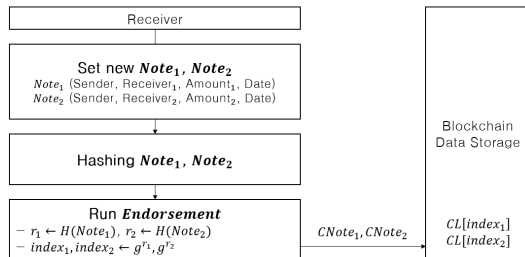 Receiver
Set new Note₁, Note₂
Note₁ (Sender, Receiver₁, Amount₁, Date)
Note₂ (Sender, Receiver₂, Amount₂, Date)
Hashing Note₁, Note₂
Run Endorsement
− r₁ ← H(Note₁), r₂ ← H(Note₂)
− index₁, index₂ ← g^r₁, g^r₂
CNote₁, CNote₂
Blockchain
Data Storage
CL[index₁]
CL[index₂]